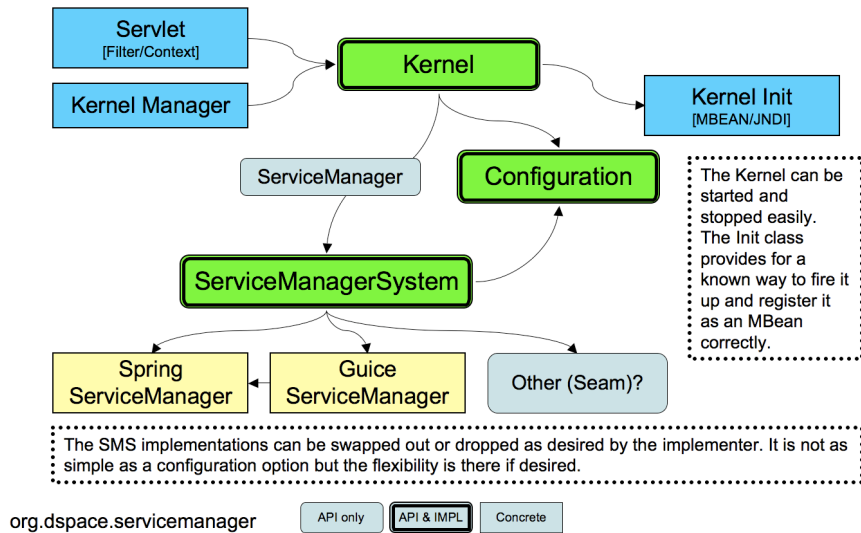 Servlet
[Filter/Context]
Kernel Manager
Kernel
Kernel Init
[MBEAN/JNDI]
ServiceManager
Configuration
The Kernel can be
started and
stopped easily.
The Init class
provides for a
known way to fire it
up and register it
as an MBean
correctly.
ServiceManagerSystem
Spring
ServiceManager
Guice
ServiceManager
Other (Seam)?
The SMS implementations can be swapped out or dropped as desired by the implementer. It is not as
simple as a configuration option but the flexibility is there if desired.
org.dspace.servicemanager
API only
API & IMPL
Concrete